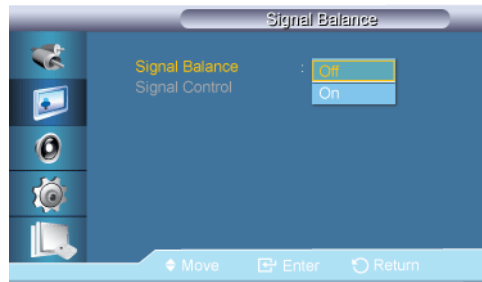 Signal Balance
Signal Balance : Off
Signal Control On
Move Enter Return